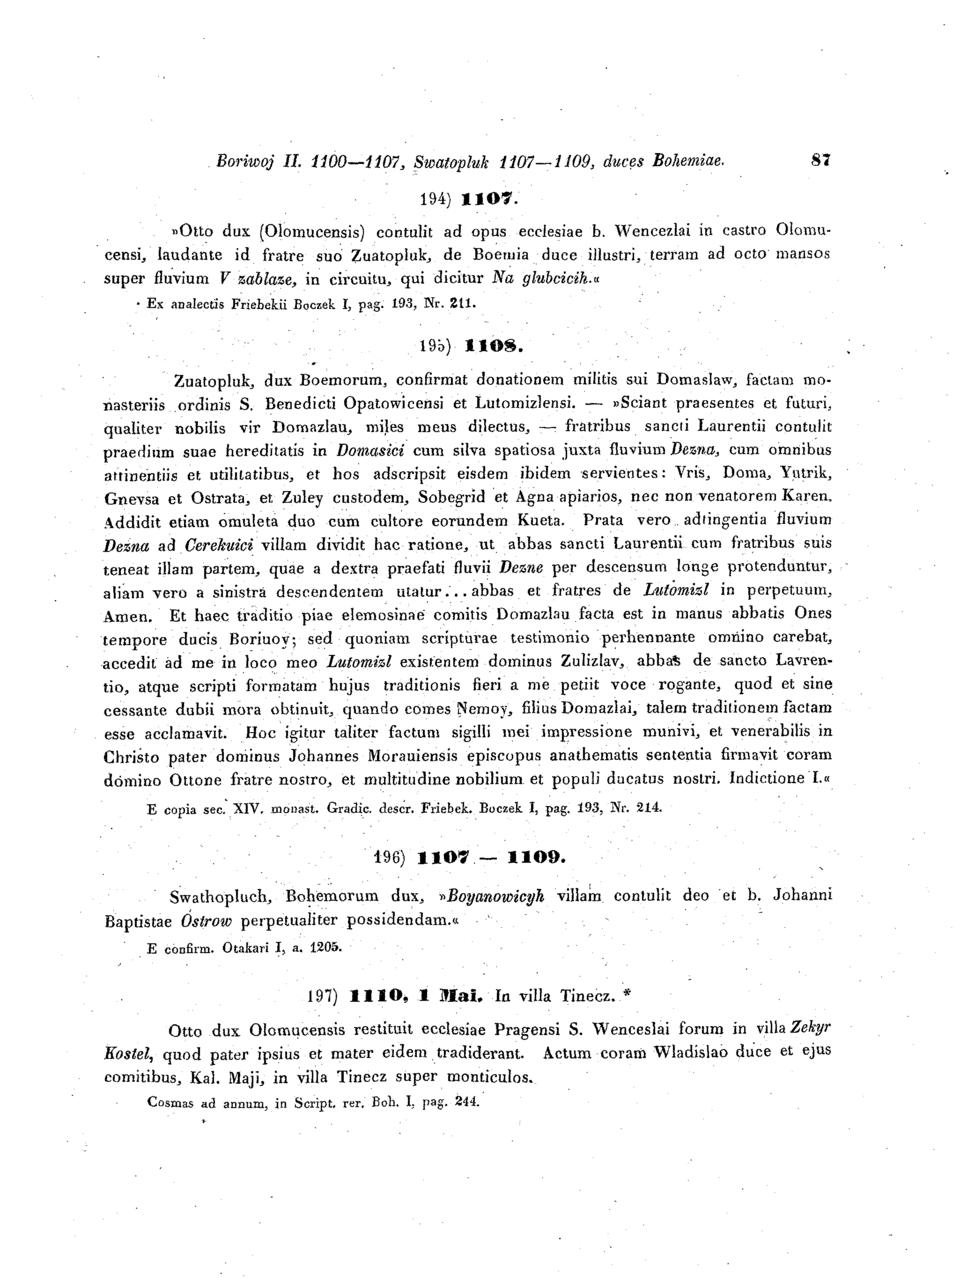 Boriwoj II. 1100—1107, Swatopluk 1107—1109, duces Bohemiae. 87
194) 1107.
»Otto dux (Olomucensis) contulit ad opus ecclesiae b. Wencezlai in castro Olomu-
censi, laudante id fratre suo Zuatopluk, de Boemia duce illustri, terram ad octo mansos
super fluvium V zablaze, in circuitu, qui dicitur Na glubcicih.«
Ex analectis Friebekii Boczek I, pag. 193, Nr. 211.
195) 1108.
Zuatopluk, dux Boemorum, confirmat donationem militis sui Domaslaw, factam mo-
nasteriis ordinis S. Benedicti Opatowicensi et Lutomizlensi. — »Sciant praesentes et futuri,
qualiter nobilis vir Domazlau, miles meus dilectus, — fratribus sancti Laurentii contulit
praedium suae hereditatis in Domasici cum silva spatiosa juxta fluvium Dezna, cum omnibus
attinentiis et utilitatibus, et hos adscripsit eisdem ibidem servientes: Vris, Doma, Yutrik,
Gnevsa et Ostrata, et Zuley custodem, Sobegrid et Agna apiarios, nec non venatorem Karen.
Addidit etiam omuleta duo cum cultore eorundem Kueta. Prata vero adtingentia fluvium
Dezna ad Cerekuici villam dividit hac ratione, ut abbas sancti Laurentii cum fratribus suis
teneat illam partem, quae a dextra praefati fluvii Dezne per descensum longe protenduntur,
aliam vero a sinistra descendentem utatur... abbas et fratres de Lutomizl in perpetuum,
Amen. Et haec traditio piae elemosinae comitis Domazlau facta est in manus abbatis Ones
tempore ducis Boriuoy; sed quoniam scripturae testimonio perhennante omnino carebat,
accedit ad me in loco meo Lutomizl existentem dominus Zulizlav, abbas de sancto Lavren-
tio, atque scripti formatam hujus traditionis fieri a me petiit voce rogante, quod et sine
cessante dubii mora obtinuit, quando comes Nemoy, filius Domazlai, talem traditionem factam
esse acclamavit. Hoc igitur taliter factum sigilli mei impressione munivi, et venerabilis in
Christo pater dominus Johannes Morauiensis episcopus anathematis sententia firmavit coram
domino Ottone fratre nostro, et multitudine nobilium et populi ducatus nostri. Indictione I.«
E copia sec. XIV. monast. Gradic. descr. Friebek. Boczek I, pag. 193, Nr. 214.
196) 1107 — 1109.
Swathopluch, Bohemorum dux, »Boyanowicyh villam contulit deo et b. Johanni
Baptistae Ostrow perpetualiter possidendam.«
E confirm. Otakari I, a. 1205.
197) 1110, 1 Mai. In villa Tinecz. *
Otto dux Olomucensis restituit ecclesiae Pragensi S. Wenceslai forum in villa Zekyr
Kostel, quod pater ipsius et mater eidem tradiderant. Actum coram Wladislao duce et ejus
comitibus, Kal. Maji, in villa Tinecz super monticulos.
Cosmas ad annum, in Script. rer. Boh. I, pag. 244.